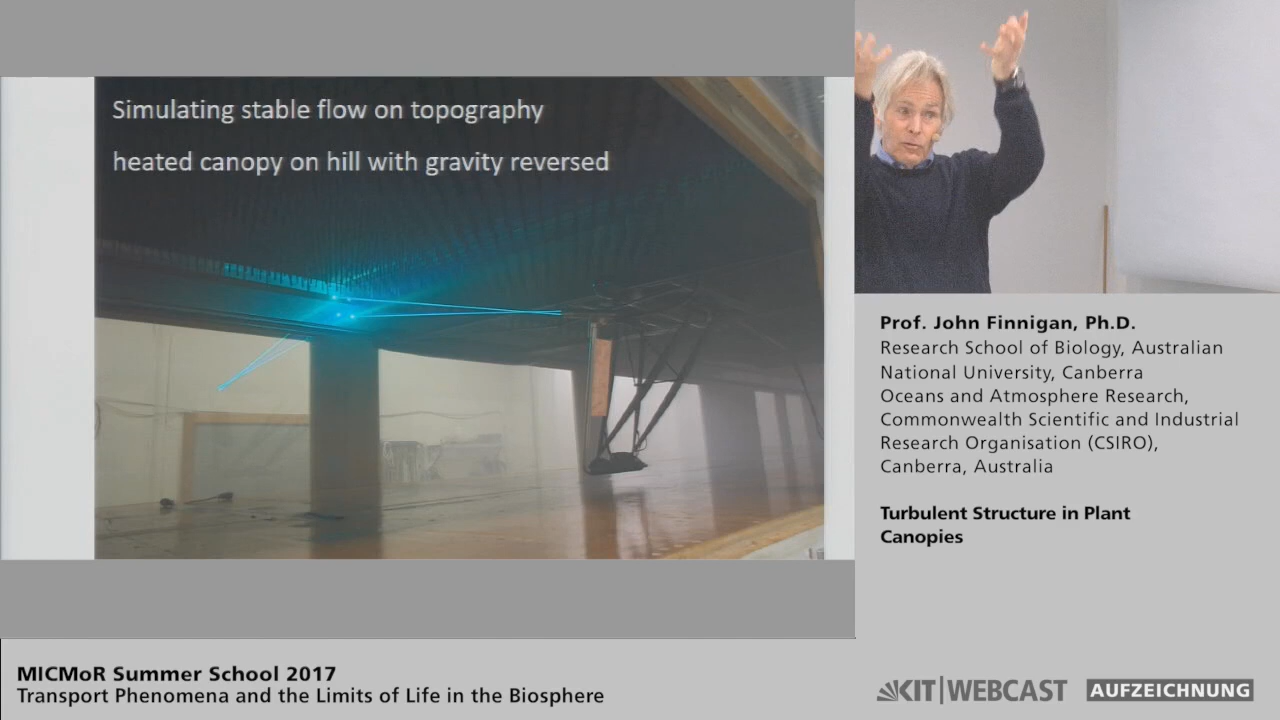 Simulating stable flow on topography
heated canopy on hill with gravity reversed
Prof. John Finnigan, Ph.D.
Research School of Biology, Australian
National University, Canberra
Oceans and Atmosphere Research,
Commonwealth Scientific and Industrial
Research Organisation (CSIRO),
Canberra, Australia
Turbulent Structure in Plant
Canopies
MICMoR Summer School 2017
Transport Phenomena and the Limits of Life in the Biosphere
KIT|WEBCAST AUFZEICHNUNG